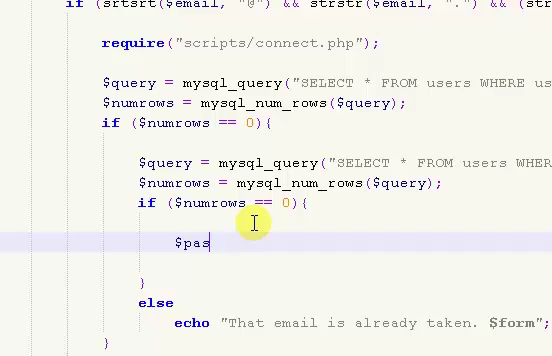 if (srtsrt($email, "@") && strstr($email, ".") && (str
require("scripts/connect.php");
$query = mysql_query("SELECT * FROM users WHERE us
$numrows = mysql_num_rows($query);
if ($numrows == 0){
$query = mysql_query("SELECT * FROM users WHER
$numrows = mysql_num_rows($query);
if ($numrows == 0){
$pas
}
else
echo "That email is already taken. $form";
}